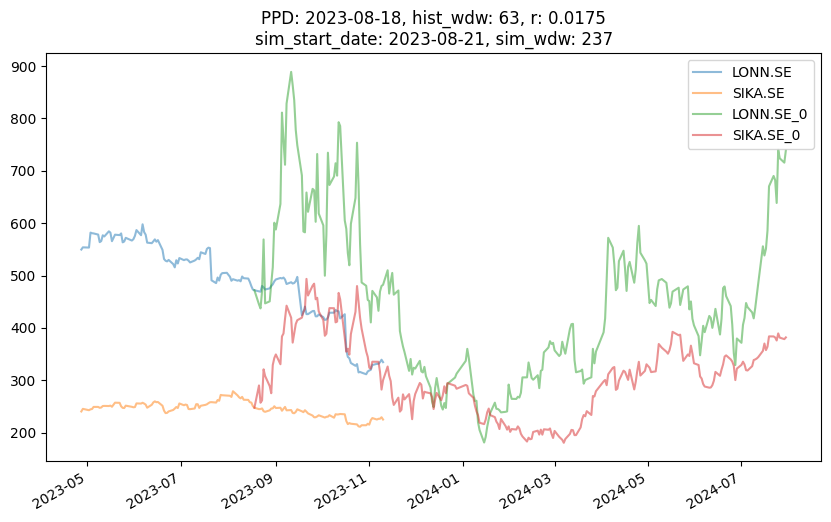 PPD: 2023-08-18, hist_wdw: 63, r: 0.0175
sim_start_date: 2023-08-21, sim_wdw: 237
900
800
700
600
500
400
300
200
LONN.SE
SIKA.SE
LONN.SE_0
SIKA.SE_0
2023-05
2023-07
2023-09
2023-11
2024-01
2024-03
2024-05
2024-07